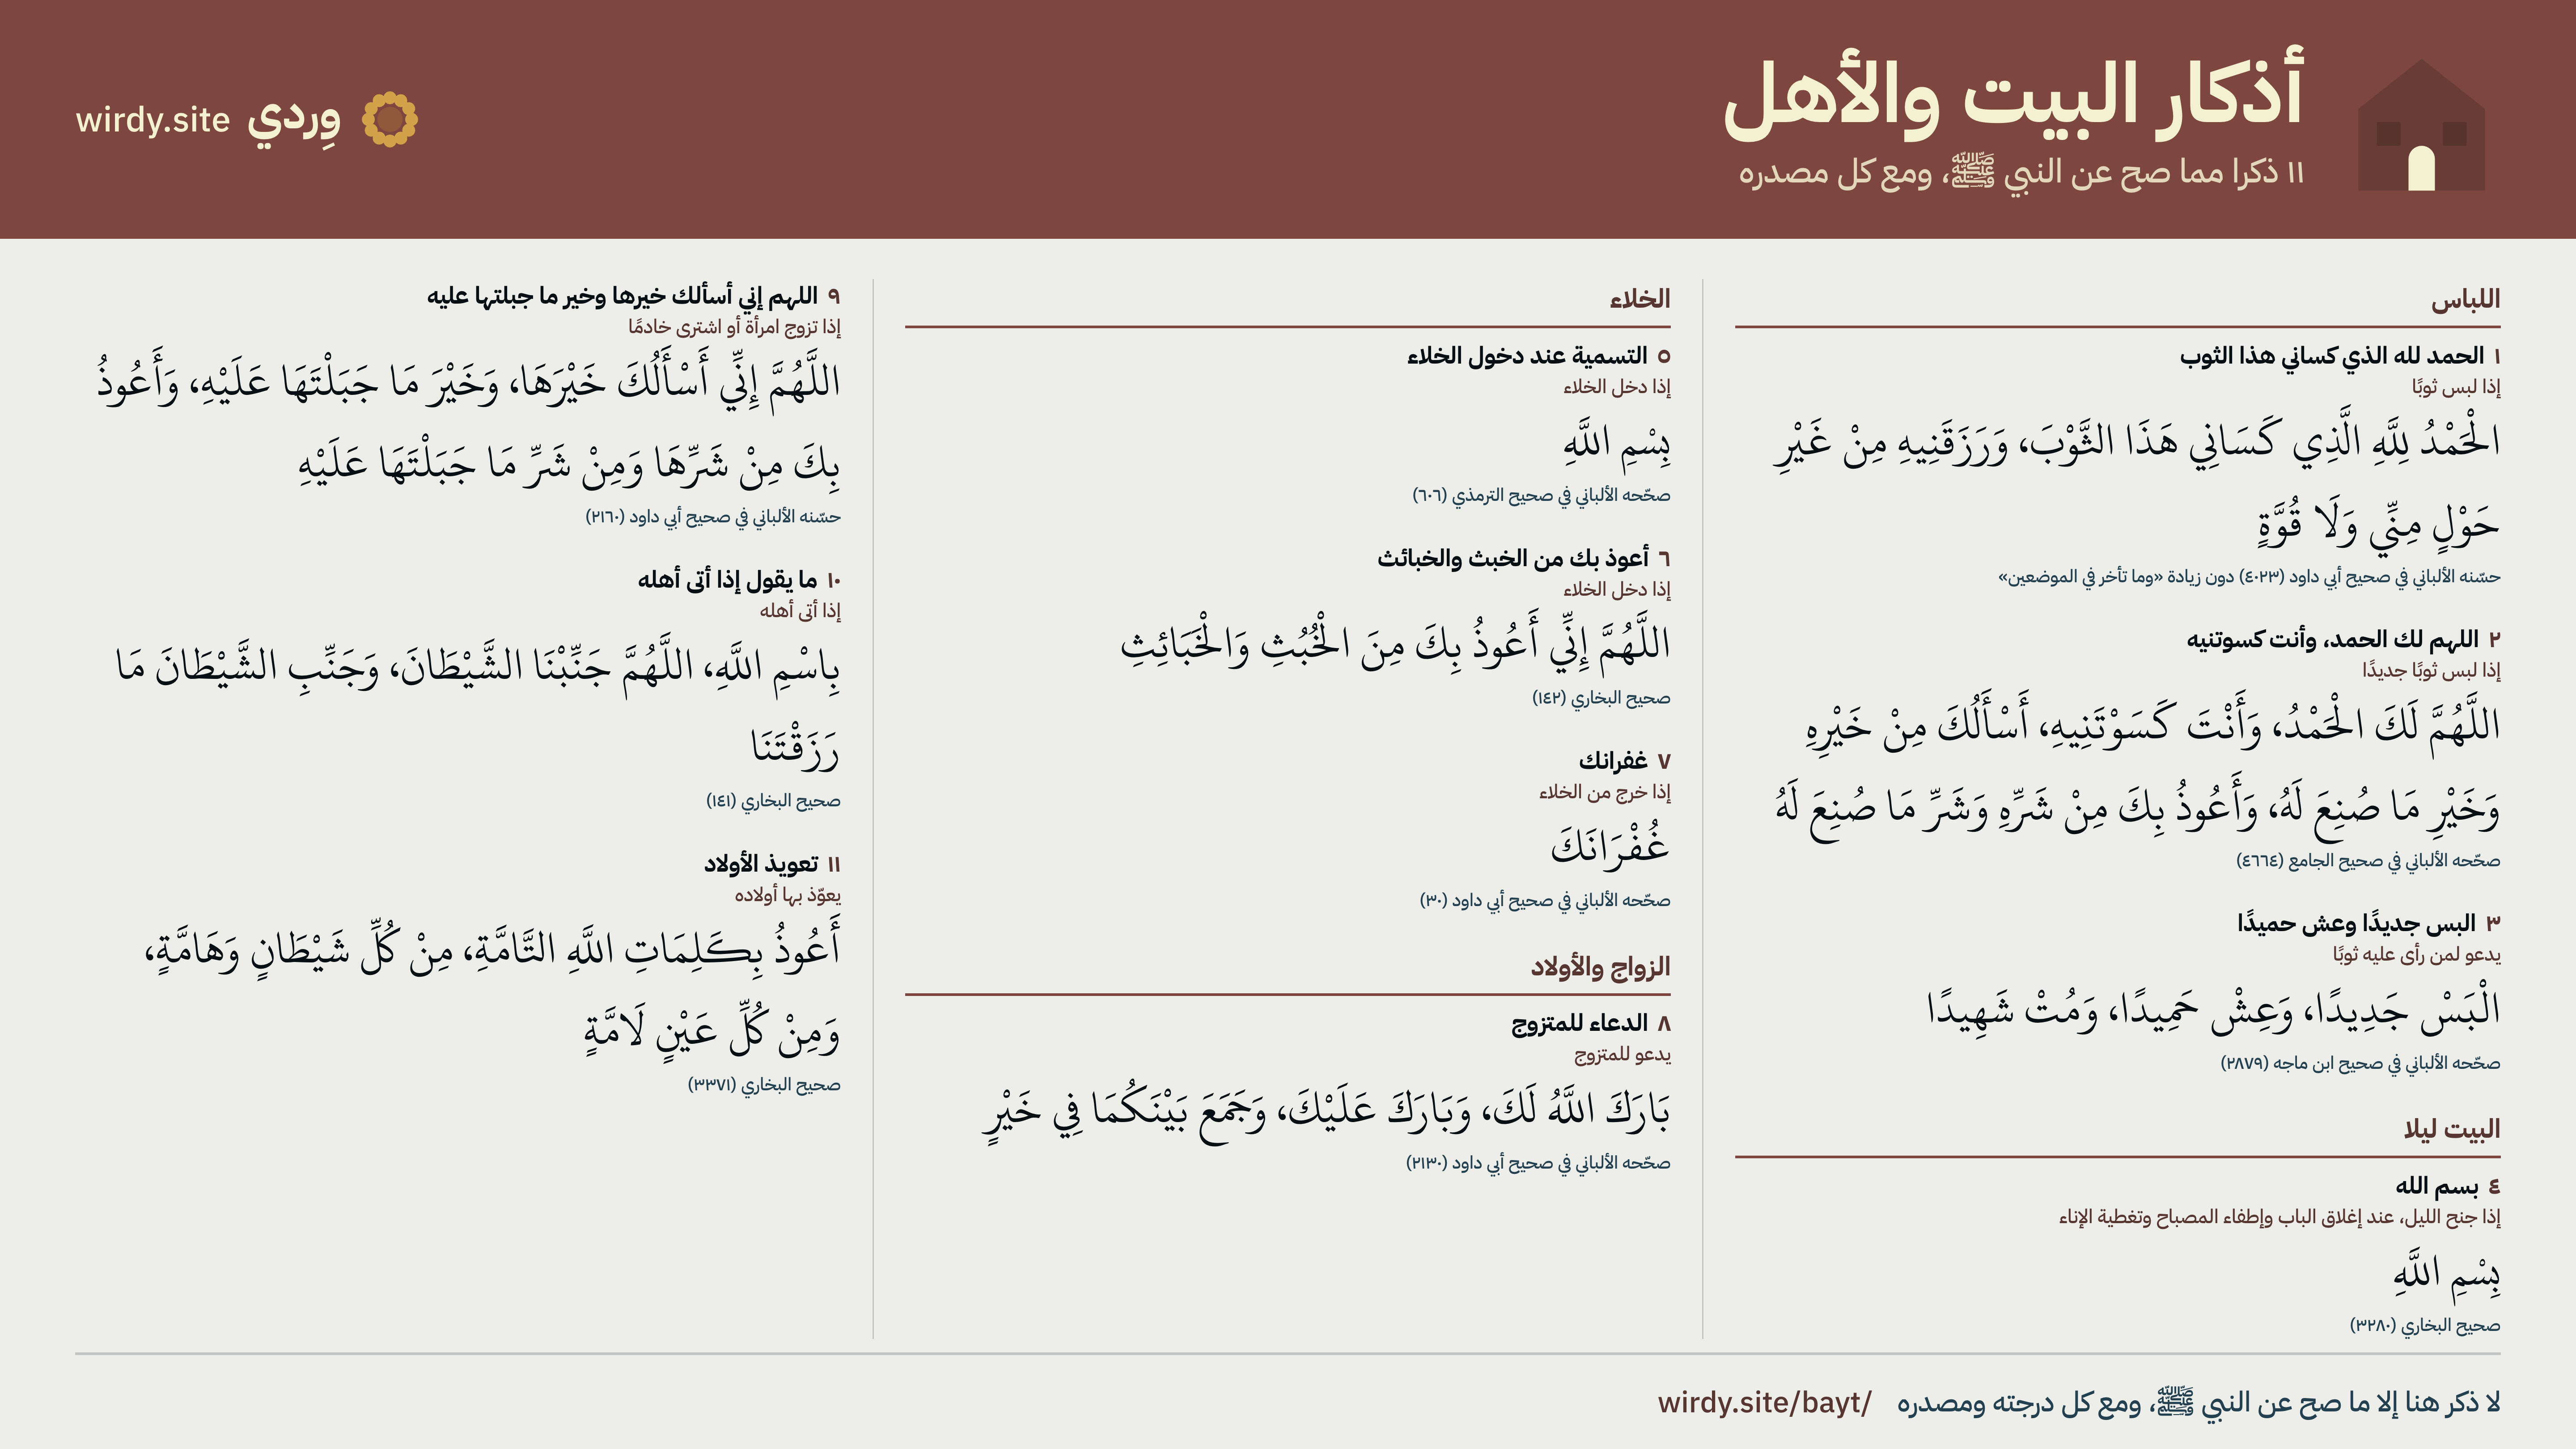 أذكار البيت والأهل
١١ ذكرا مما صح عن النبي ﷺ، ومع كل مصدره
وِردي wirdy.site
اللباس
١ الحمد لله الذي كساني هذا الثوب
إذا لبس ثوبًا
الْحَمْدُ لِلَّهِ الَّذِي كَسَانِي هَذَا الثَّوْبَ، وَرَزَقَنِيهِ مِنْ غَيْرِ
حَوْلٍ مِنِّي وَلَا قُوَّةٍ
حسّنه الألباني في صحيح أبي داود (٤٠٢٣) دون زيادة «وما تأخر في الموضعين»
٢ اللهم لك الحمد، وأنت كسوتنيه
إذا لبس ثوبًا جديدًا
اللَّهُمَّ لَكَ الْحَمْدُ، وَأَنْتَ كَسَوْتَنِيهِ، أَسْأَلُكَ مِنْ خَيْرِهِ
وَخَيْرِ مَا صُنِعَ لَهُ، وَأَعُوذُ بِكَ مِنْ شَرِّهِ وَشَرِّ مَا صُنِعَ لَهُ
صحّحه الألباني في صحيح الجامع (٤٦٦٤)
٣ البس جديدًا وعش حميدًا
يدعو لمن رأى عليه ثوبًا
الْبَسْ جَدِيدًا، وَعِشْ حَمِيدًا، وَمُتْ شَهِيدًا
صحّحه الألباني في صحيح ابن ماجه (٢٨٧٩)
البيت ليلا
٤ بسم الله
إذا جنح الليل، عند إغلاق الباب وإطفاء المصباح وتغطية الإناء
بِسْمِ اللَّهِ
صحيح البخاري (٣٢٨٠)
الخلاء
٥ التسمية عند دخول الخلاء
إذا دخل الخلاء
بِسْمِ اللَّهِ
صحّحه الألباني في صحيح الترمذي (٦٠٦)
٦ أعوذ بك من الخبث والخبائث
إذا دخل الخلاء
اللَّهُمَّ إِنِّي أَعُوذُ بِكَ مِنَ الْخُبُثِ وَالْخَبَائِثِ
صحيح البخاري (١٤٢)
٧ غفرانك
إذا خرج من الخلاء
غُفْرَانَكَ
صحّحه الألباني في صحيح أبي داود (٣٠)
الزواج والأولاد
٨ الدعاء للمتزوج
يدعو للمتزوج
بَارَكَ اللَّهُ لَكَ، وَبَارَكَ عَلَيْكَ، وَجَمَعَ بَيْنَكُمَا فِي خَيْرٍ
صحّحه الألباني في صحيح أبي داود (٢١٣٠)
٩ اللهم إني أسألك خيرها وخير ما جبلتها عليه
إذا تزوج امرأة أو اشترى خادمًا
اللَّهُمَّ إِنِّي أَسْأَلُكَ خَيْرَهَا، وَخَيْرَ مَا جَبَلْتَهَا عَلَيْهِ، وَأَعُوذُ
بِكَ مِنْ شَرِّهَا وَمِنْ شَرِّ مَا جَبَلْتَهَا عَلَيْهِ
حسّنه الألباني في صحيح أبي داود (٢١٦٠)
١٠ ما يقول إذا أتى أهله
إذا أتى أهله
بِاسْمِ اللَّهِ، اللَّهُمَّ جَنِّبْنَا الشَّيْطَانَ، وَجَنِّبِ الشَّيْطَانَ مَا
رَزَقْتَنَا
صحيح البخاري (١٤١)
١١ تعويذ الأولاد
يعوّذ بها أولاده
أَعُوذُ بِكَلِمَاتِ اللَّهِ التَّامَّةِ، مِنْ كُلِّ شَيْطَانٍ وَهَامَّةٍ،
وَمِنْ كُلِّ عَيْنٍ لَامَّةٍ
صحيح البخاري (٣٣٧١)
لا ذكر هنا إلا ما صح عن النبي ﷺ، ومع كل درجته ومصدره wirdy.site/bayt/